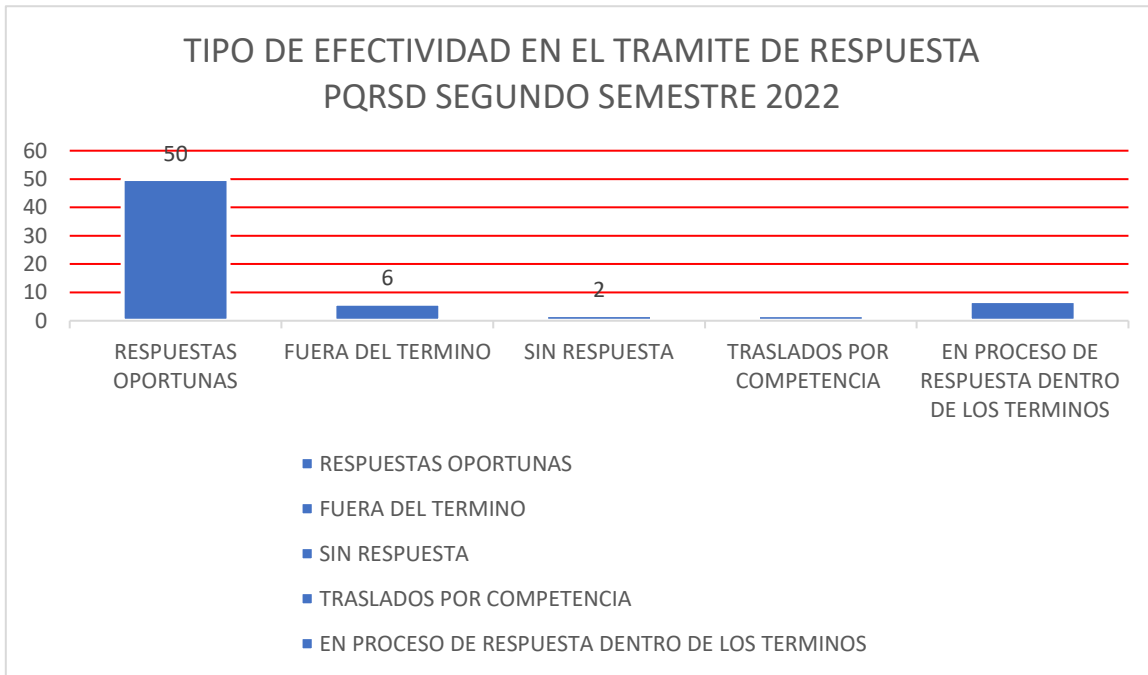 TIPO DE EFECTIVIDAD EN EL TRAMITE DE RESPUESTA
PQRSD SEGUNDO SEMESTRE 2022
60
50
40
30
20
10
0
50
6
2
RESPUESTAS
OPORTUNAS
FUERA DEL TERMINO
SIN RESPUESTA
TRASLADOS POR
COMPETENCIA
EN PROCESO DE
RESPUESTA DENTRO
DE LOS TERMINOS
RESPUESTAS OPORTUNAS
FUERA DEL TERMINO
SIN RESPUESTA
TRASLADOS POR COMPETENCIA
EN PROCESO DE RESPUESTA DENTRO DE LOS TERMINOS